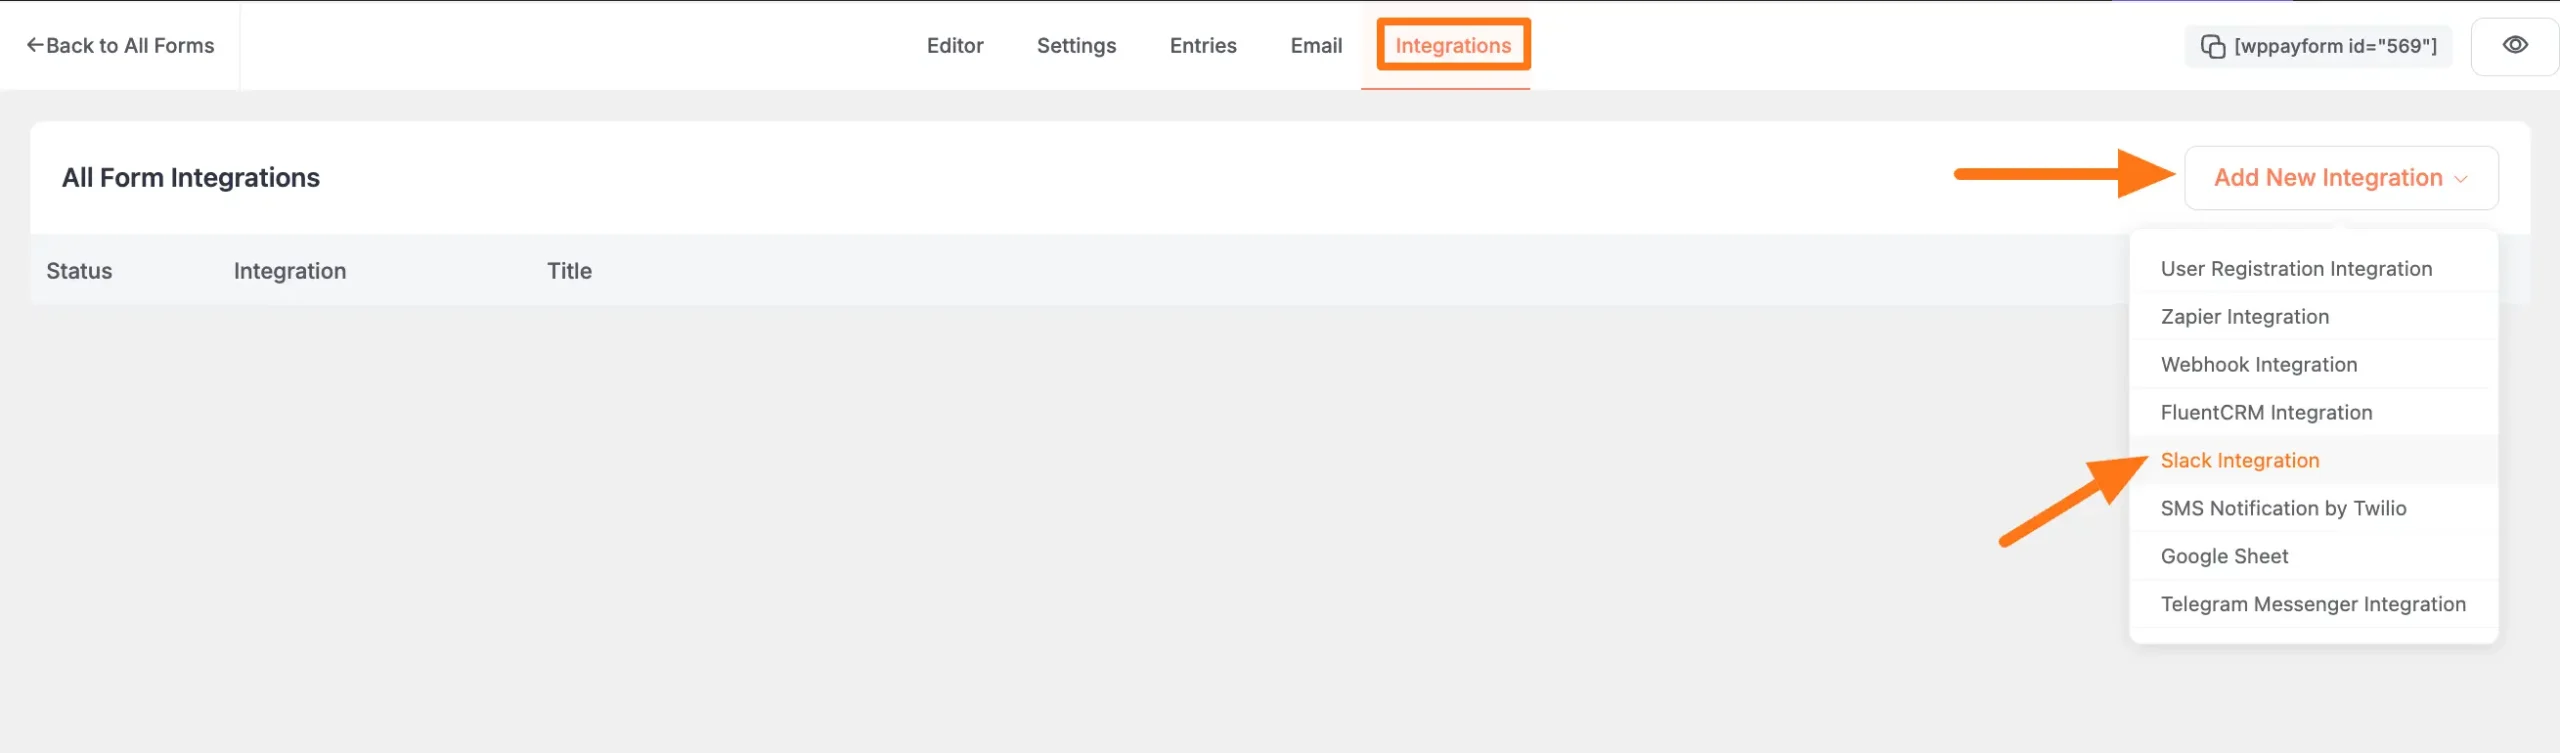 Back to All Forms
Editor
Settings
Entries
Email
Integrations
[wppayform id="569"]
All Form Integrations
Add New Integration
Status
Integration
Title
User Registration Integration
Zapier Integration
Webhook Integration
FluentCRM Integration
Slack Integration
SMS Notification by Twilio
Google Sheet
Telegram Messenger Integration